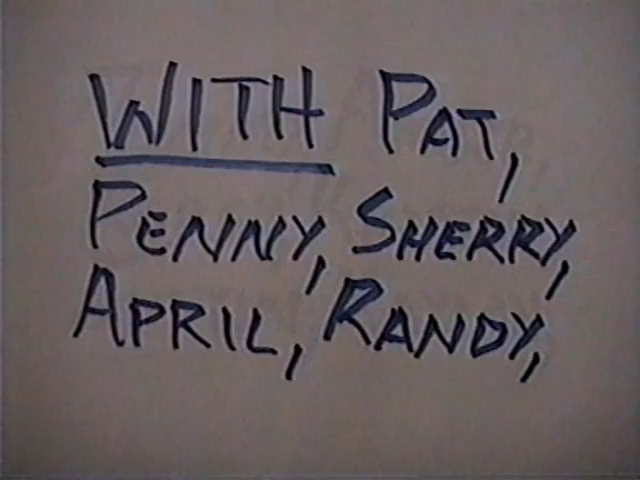 WITH PAT,
PENNY, SHERRY,
APRIL, RANDY,